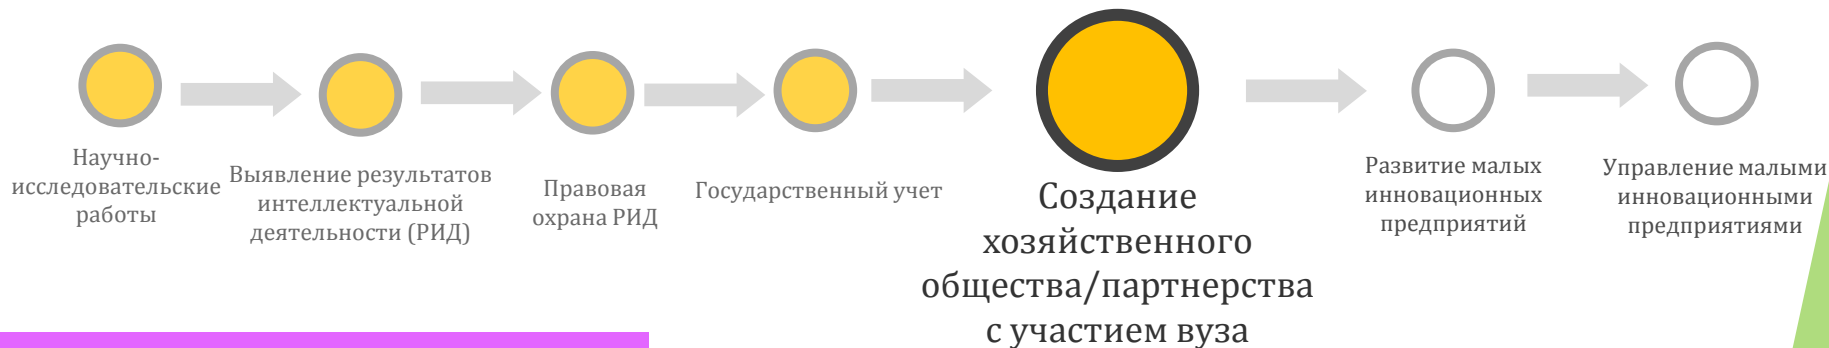 Научно-
исследовательские
работы
Выявление результатов
интеллектуальной
деятельности (РИД)
Правовая
охрана РИД
Государственный учет
Создание
хозяйственного
общества/партнерства
с участием вуза
Развитие малых
инновационных
предприятий
Управление малыми
инновационными
предприятиями